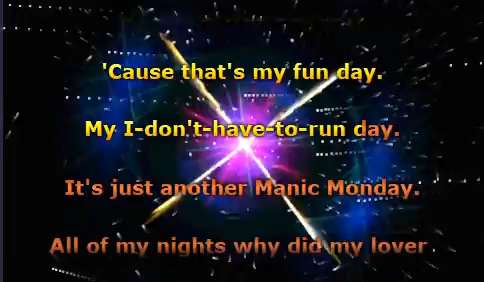 'Cause that's my fun day.
My I-don't-have-to-run day.
It's just another Manic Monday.
All of my nights why did my lover